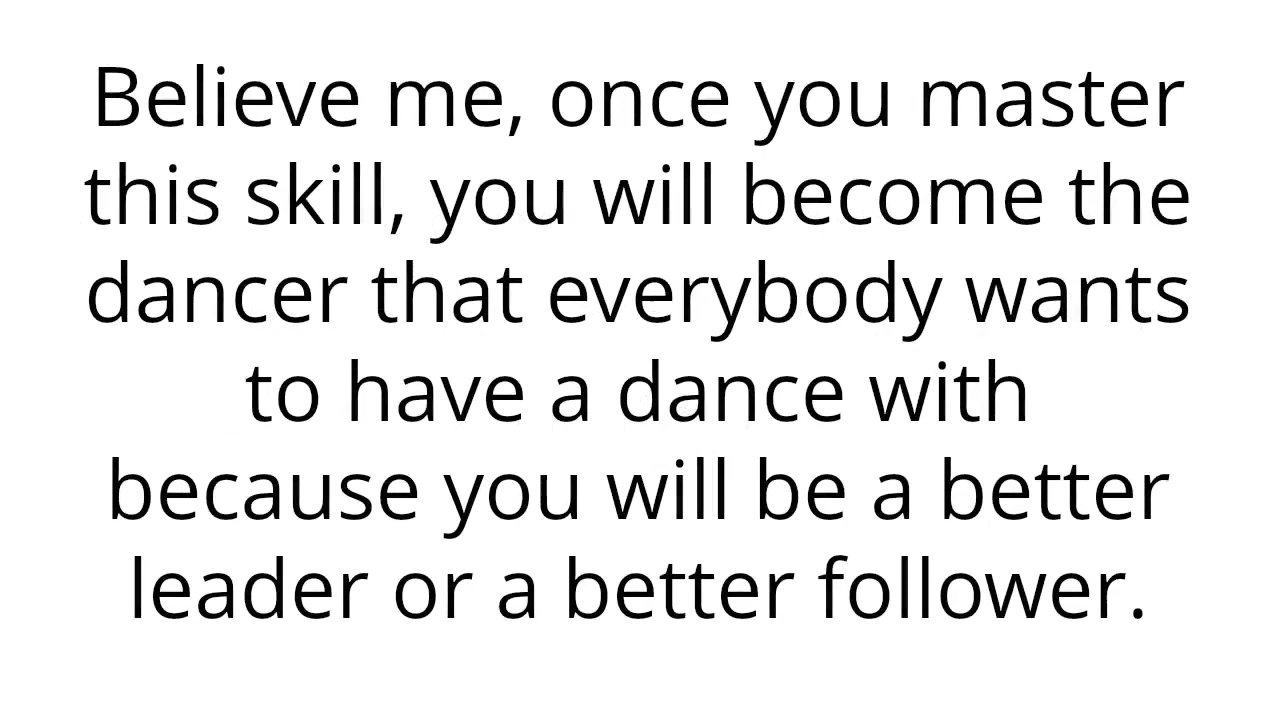 Believe me, once you master
this skill, you will become the
dancer that everybody wants
to have a dance with
because you will be a better
leader or a better follower.